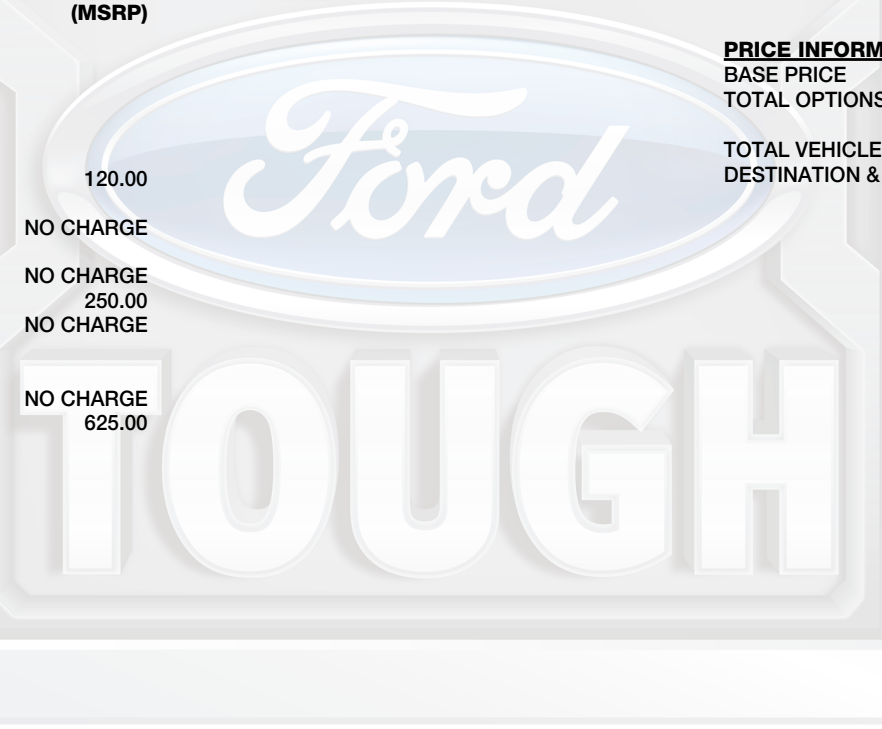 (MSRP)
120.00
NO CHARGE
NO CHARGE
250.00
NO CHARGE
NO CHARGE
625.00
PRICE INFORM
BASE PRICE
TOTAL OPTIONS
TOTAL VEHICLE
DESTINATION &
Ford
TOUGH